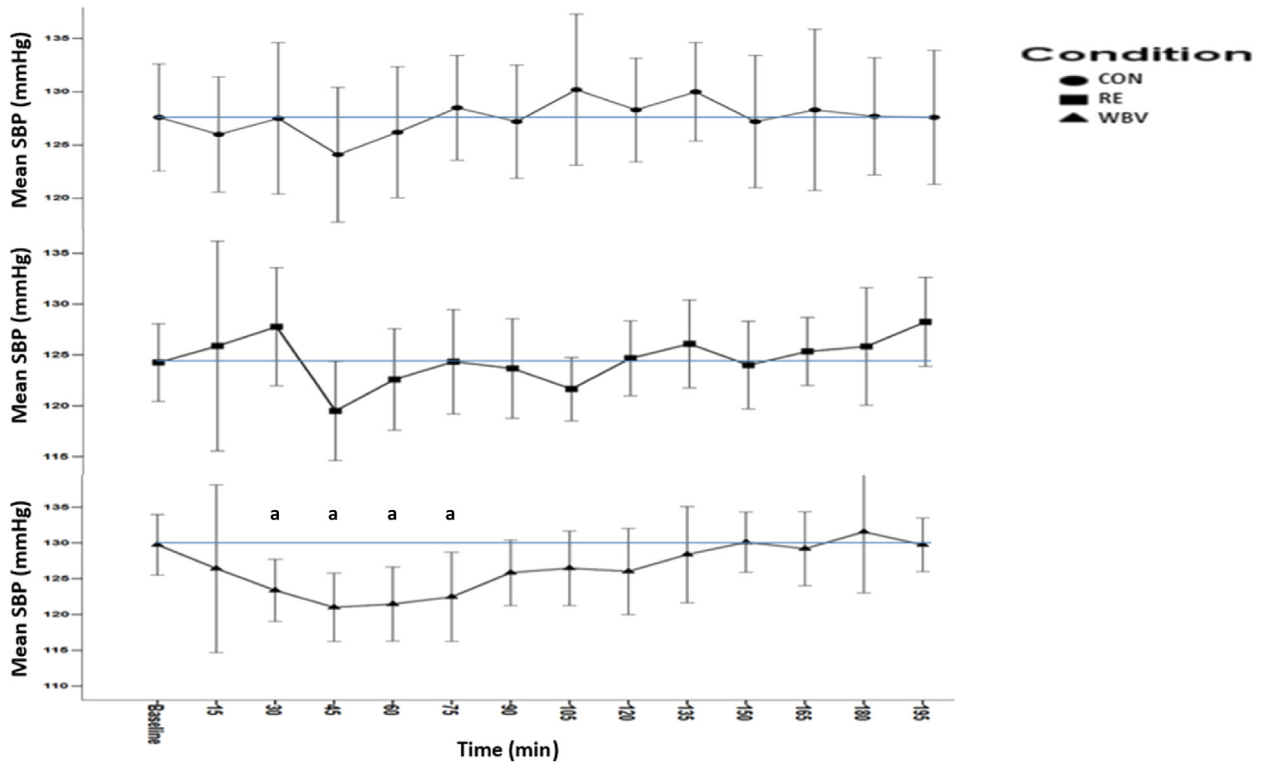 Condition
CON
RE
WBV
Mean SBP (mmHg)
135
130
125
120
Mean SBP (mmHg)
135
130
125
120
115
Mean SBP (mmHg)
135
130
125
120
115
110
a a a a
Baseline 15 30 45 60 75 90 105 120 135 150 165 180 195
Time (min)